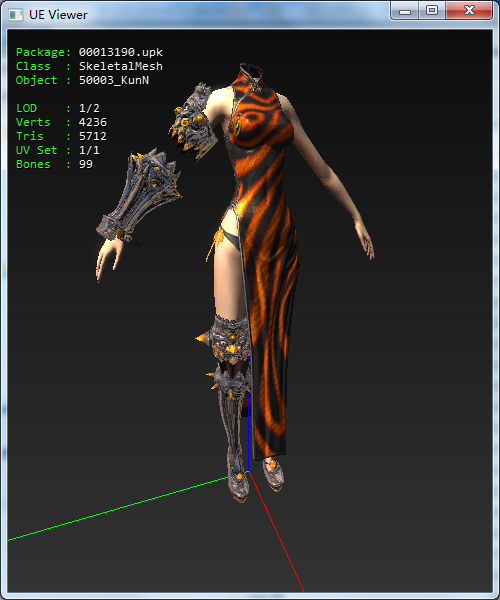 UE Viewer
Package: 00013190.upk
Class : SkeletalMesh
Object : 50003_KunN
LOD : 1/2
Verts : 4236
Tris : 5712
UV Set : 1/1
Bones : 99